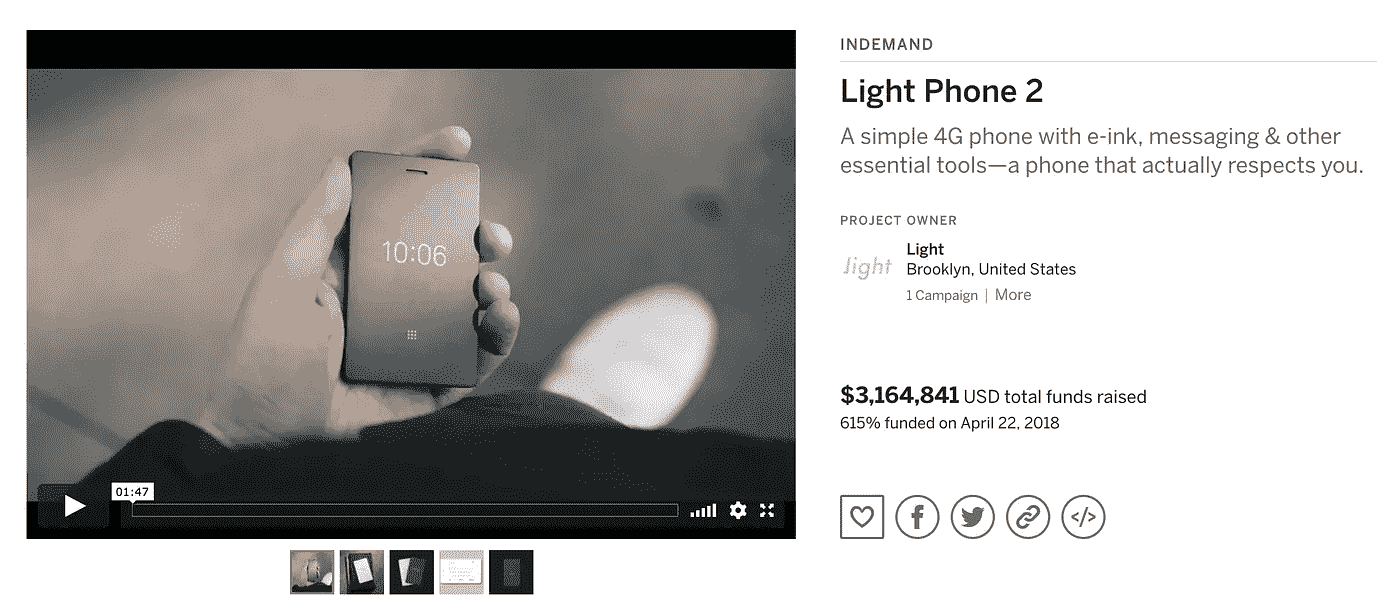 INDEMAND
Light Phone 2
A simple 4G phone with e-ink, messaging & other
essential tools—a phone that actually respects you.
PROJECT OWNER
light
Light
Brooklyn, United States
1 Campaign | More
$3,164,841 USD total funds raised
615% funded on April 22, 2018
10:06
01:47